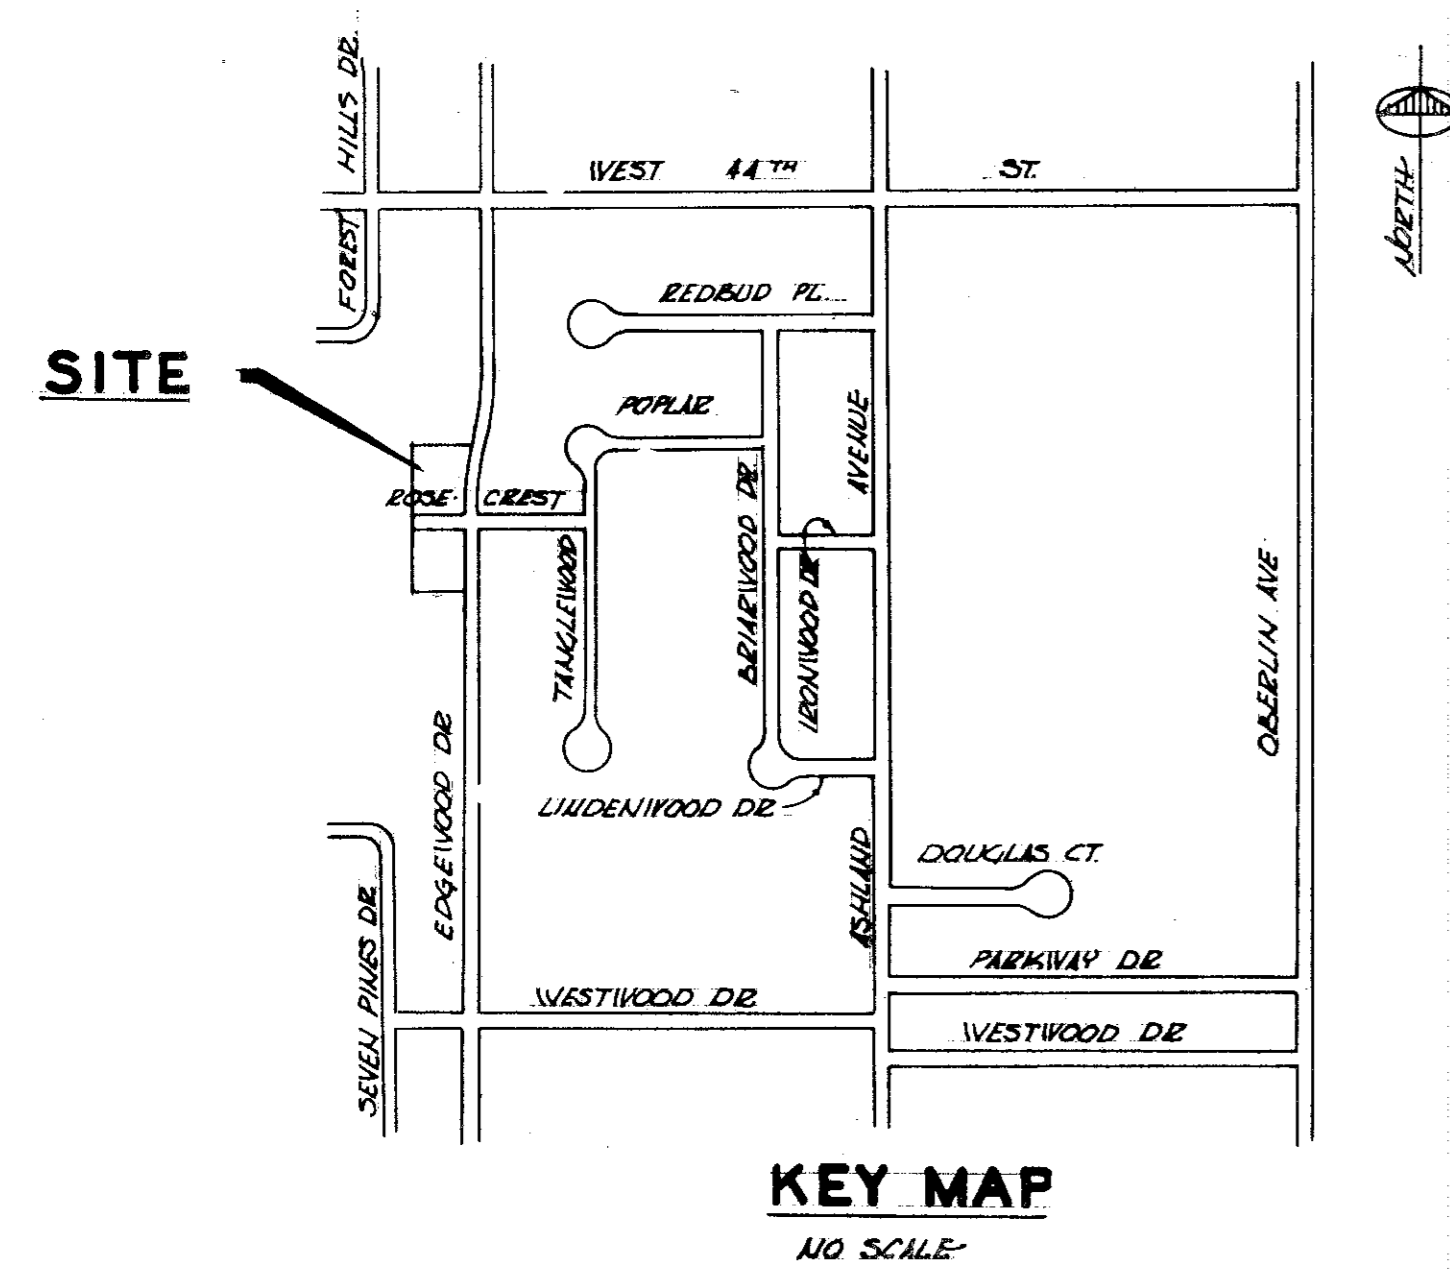 FOREST HILLS DR.
WEST 44TH ST.
NORTH
REDBUD PL.
SITE
POPLAR
AVENUE
ROSE CREST
TANGLEWOOD
BRIARWOOD DR
IRONWOOD DR
OBERLIN AVE
EDGEWOOD DR
LINDENWOOD DR
ASHLAND
DOUGLAS CT.
SEVEN PINES DR
PARKWAY DR
WESTWOOD DR
WESTWOOD DR
KEY MAP
NO SCALE